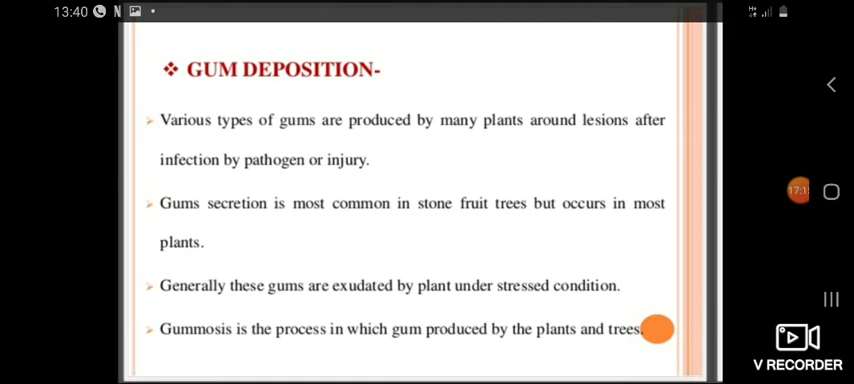 13:40
❖ GUM DEPOSITION-
➢ Various types of gums are produced by many plants around lesions after
infection by pathogen or injury.
➢ Gums secretion is most common in stone fruit trees but occurs in most
plants.
➢ Generally these gums are exudated by plant under stressed condition.
➢ Gummosis is the process in which gum produced by the plants and trees.
V RECORDER